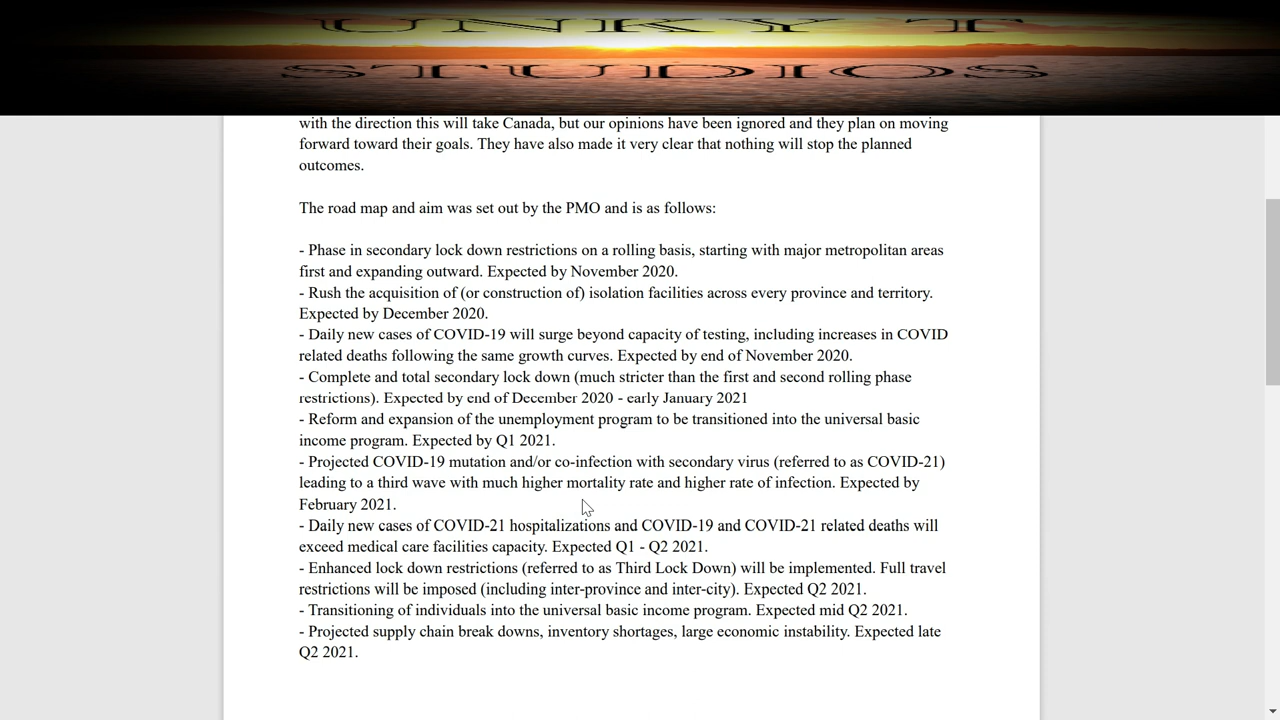 UNKY T
STUDIOS
with the direction this will take Canada, but our opinions have been ignored and they plan on moving
forward toward their goals. They have also made it very clear that nothing will stop the planned
outcomes.
The road map and aim was set out by the PMO and is as follows:
- Phase in secondary lock down restrictions on a rolling basis, starting with major metropolitan areas
first and expanding outward. Expected by November 2020.
- Rush the acquisition of (or construction of) isolation facilities across every province and territory.
Expected by December 2020.
- Daily new cases of COVID-19 will surge beyond capacity of testing, including increases in COVID
related deaths following the same growth curves. Expected by end of November 2020.
- Complete and total secondary lock down (much stricter than the first and second rolling phase
restrictions). Expected by end of December 2020 - early January 2021
- Reform and expansion of the unemployment program to be transitioned into the universal basic
income program. Expected by Q1 2021.
- Projected COVID-19 mutation and/or co-infection with secondary virus (referred to as COVID-21)
leading to a third wave with much higher mortality rate and higher rate of infection. Expected by
February 2021.
- Daily new cases of COVID-21 hospitalizations and COVID-19 and COVID-21 related deaths will
exceed medical care facilities capacity. Expected Q1 - Q2 2021.
- Enhanced lock down restrictions (referred to as Third Lock Down) will be implemented. Full travel
restrictions will be imposed (including inter-province and inter-city). Expected Q2 2021.
- Transitioning of individuals into the universal basic income program. Expected mid Q2 2021.
- Projected supply chain break downs, inventory shortages, large economic instability. Expected late
Q2 2021.